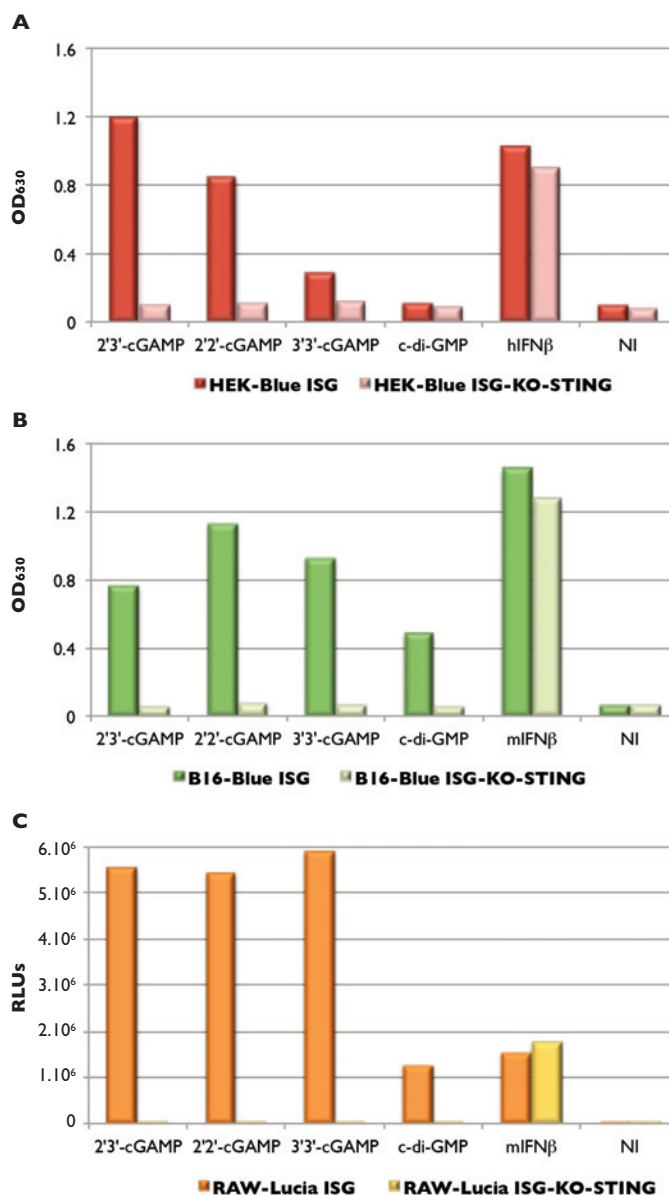 A
1.6
1.2
0.8
0.4
0
OD630
2'3'-cGAMP 2'2'-cGAMP 3'3'-cGAMP c-di-GMP hIFNβ NI
HEK-Blue ISG HEK-Blue ISG-KO-STING
B
1.6
1.2
0.8
0.4
0
OD630
2'3'-cGAMP 2'2'-cGAMP 3'3'-cGAMP c-di-GMP mIFNβ NI
B16-Blue ISG B16-Blue ISG-KO-STING
C
6.10⁶
5.10⁶
4.10⁶
3.10⁶
2.10⁶
1.10⁶
0
RLUs
2'3'-cGAMP 2'2'-cGAMP 3'3'-cGAMP c-di-GMP mIFNβ NI
RAW-Lucia ISG RAW-Lucia ISG-KO-STING